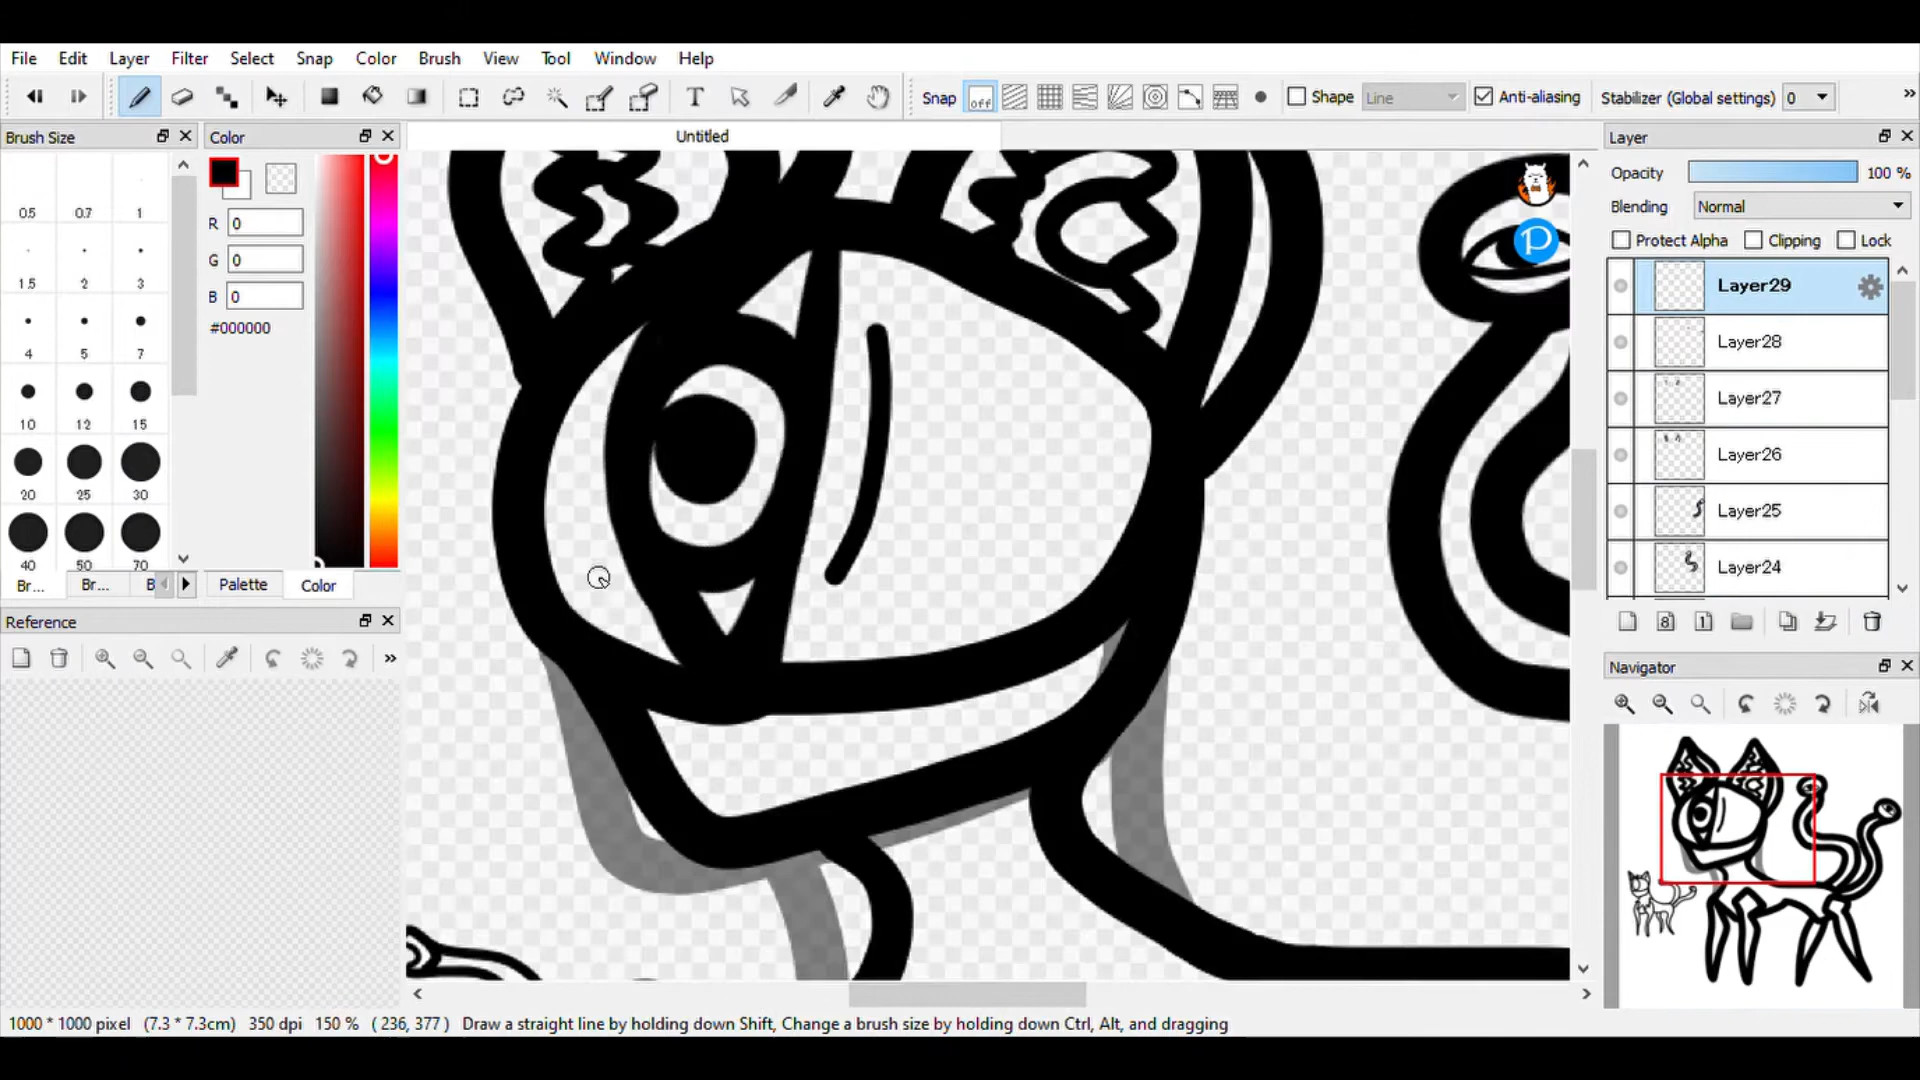 File Edit Layer Filter Select Snap Color Brush View Tool Window Help
Snap off Shape Line Anti-aliasing Stabilizer (Global settings) 0
Brush Size Color Untitled Layer
0.5 0.7 1
1.5 2 3
4 5 7
10 12 15
20 25 30
40 50 70
Br... Br... B
R 0
G 0
B 0
#000000
Palette Color
Reference
Opacity 100 %
Blending Normal
Protect Alpha Clipping Lock
Layer29
Layer28
Layer27
Layer26
Layer25
Layer24
8 1
Navigator
P
1000 * 1000 pixel (7.3 * 7.3cm) 350 dpi 150 % ( 236, 377 ) Draw a straight line by holding down Shift, Change a brush size by holding down Ctrl, Alt, and dragging